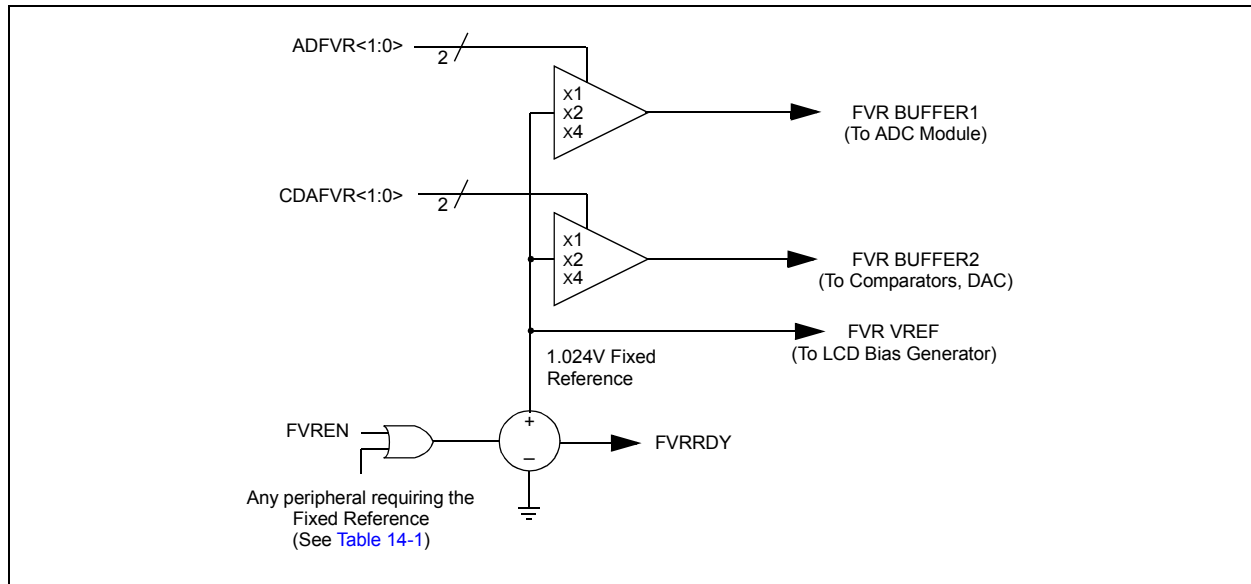 ADFVR<1:0>
2
X1
X2
X4
FVR BUFFER1
(To ADC Module)
CDAFVR<1:0>
2
X1
X2
X4
FVR BUFFER2
(To Comparators, DAC)
FVR VREF
(To LCD Bias Generator)
1.024V Fixed
Reference
+
FVREN
FVRRDY
_
Any peripheral requiring the
Fixed Reference
(See Table 14-1)